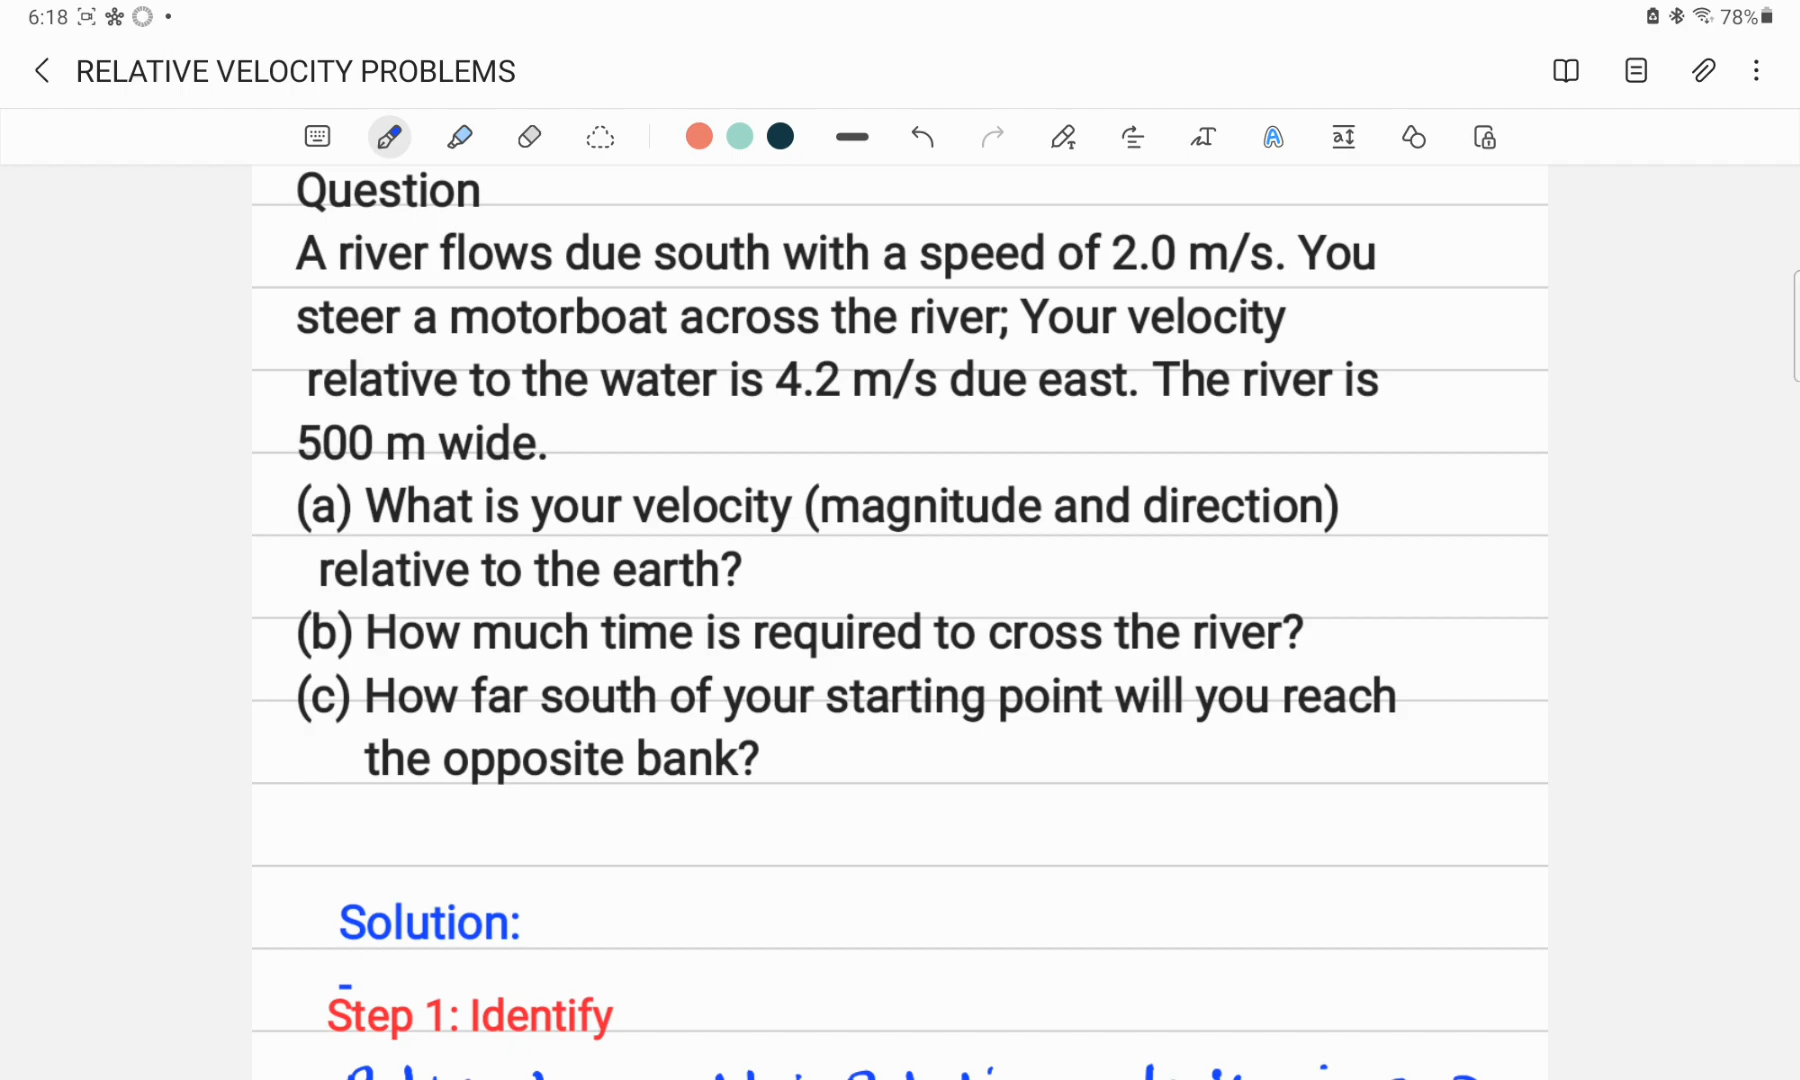 6:18
78%
RELATIVE VELOCITY PROBLEMS
Question
A river flows due south with a speed of 2.0 m/s. You
steer a motorboat across the river; Your velocity
relative to the water is 4.2 m/s due east. The river is
500 m wide.
(a) What is your velocity (magnitude and direction)
relative to the earth?
(b) How much time is required to cross the river?
(c) How far south of your starting point will you reach
the opposite bank?
Solution:
-
Step 1: Identify